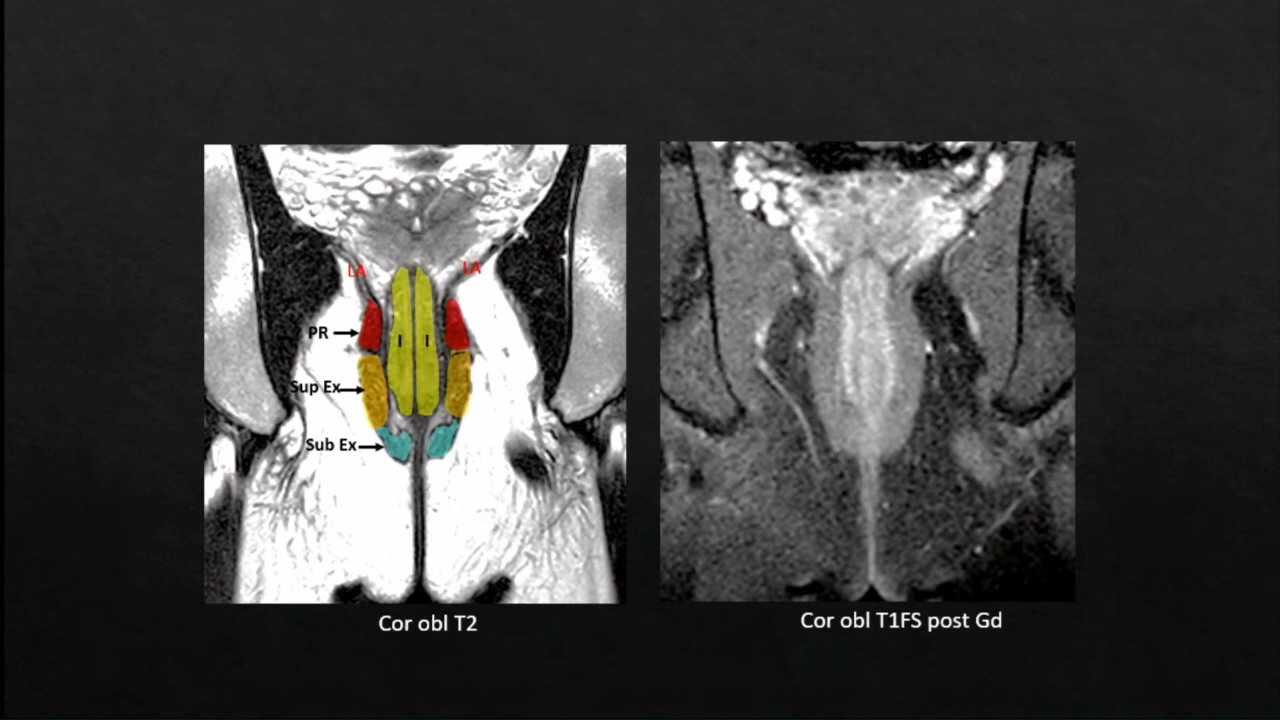 LA LA
PR
I I
Sup Ex
Sub Ex
Cor obl T2
Cor obl T1FS post Gd